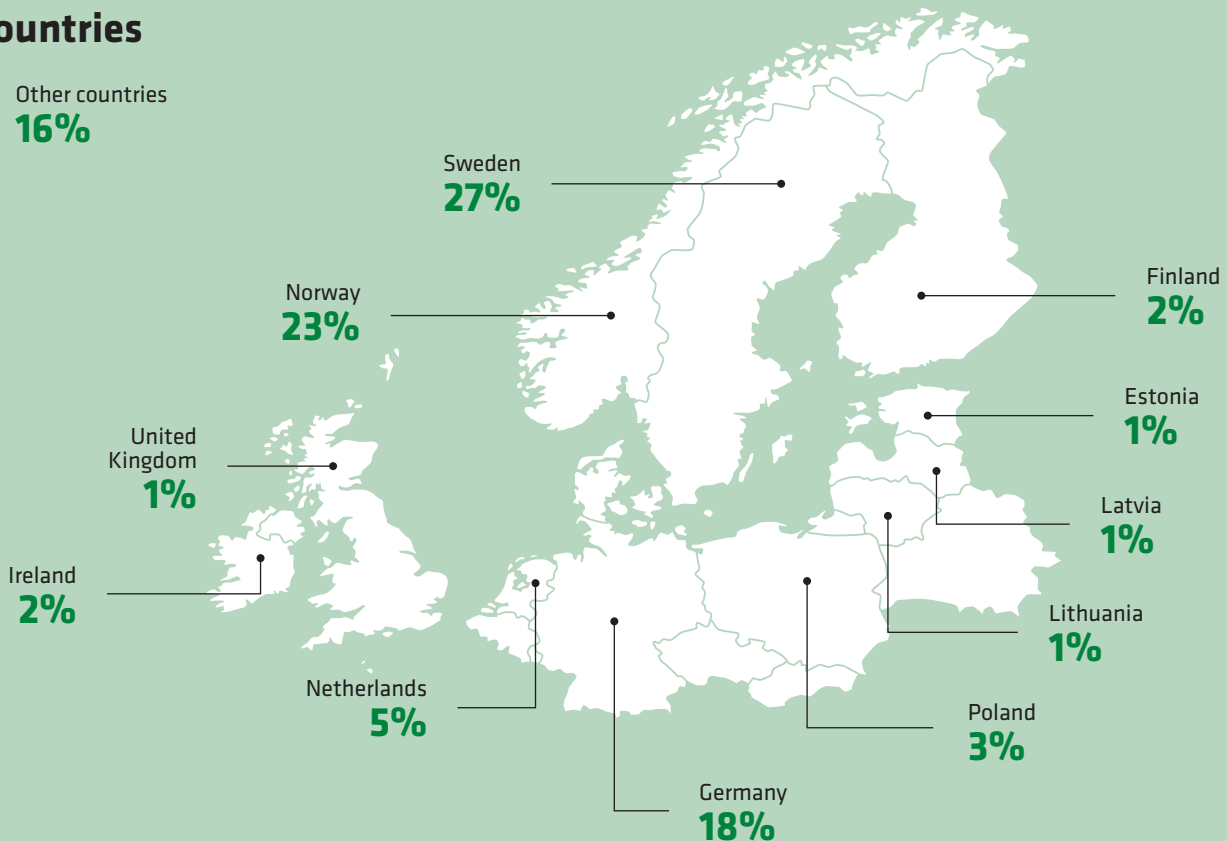 ountries
Other countries
16%
Sweden
27%
Norway
23%
Finland
2%
Estonia
1%
United
Kingdom
1%
Latvia
1%
Ireland
2%
Lithuania
1%
Netherlands
5%
Poland
3%
Germany
18%